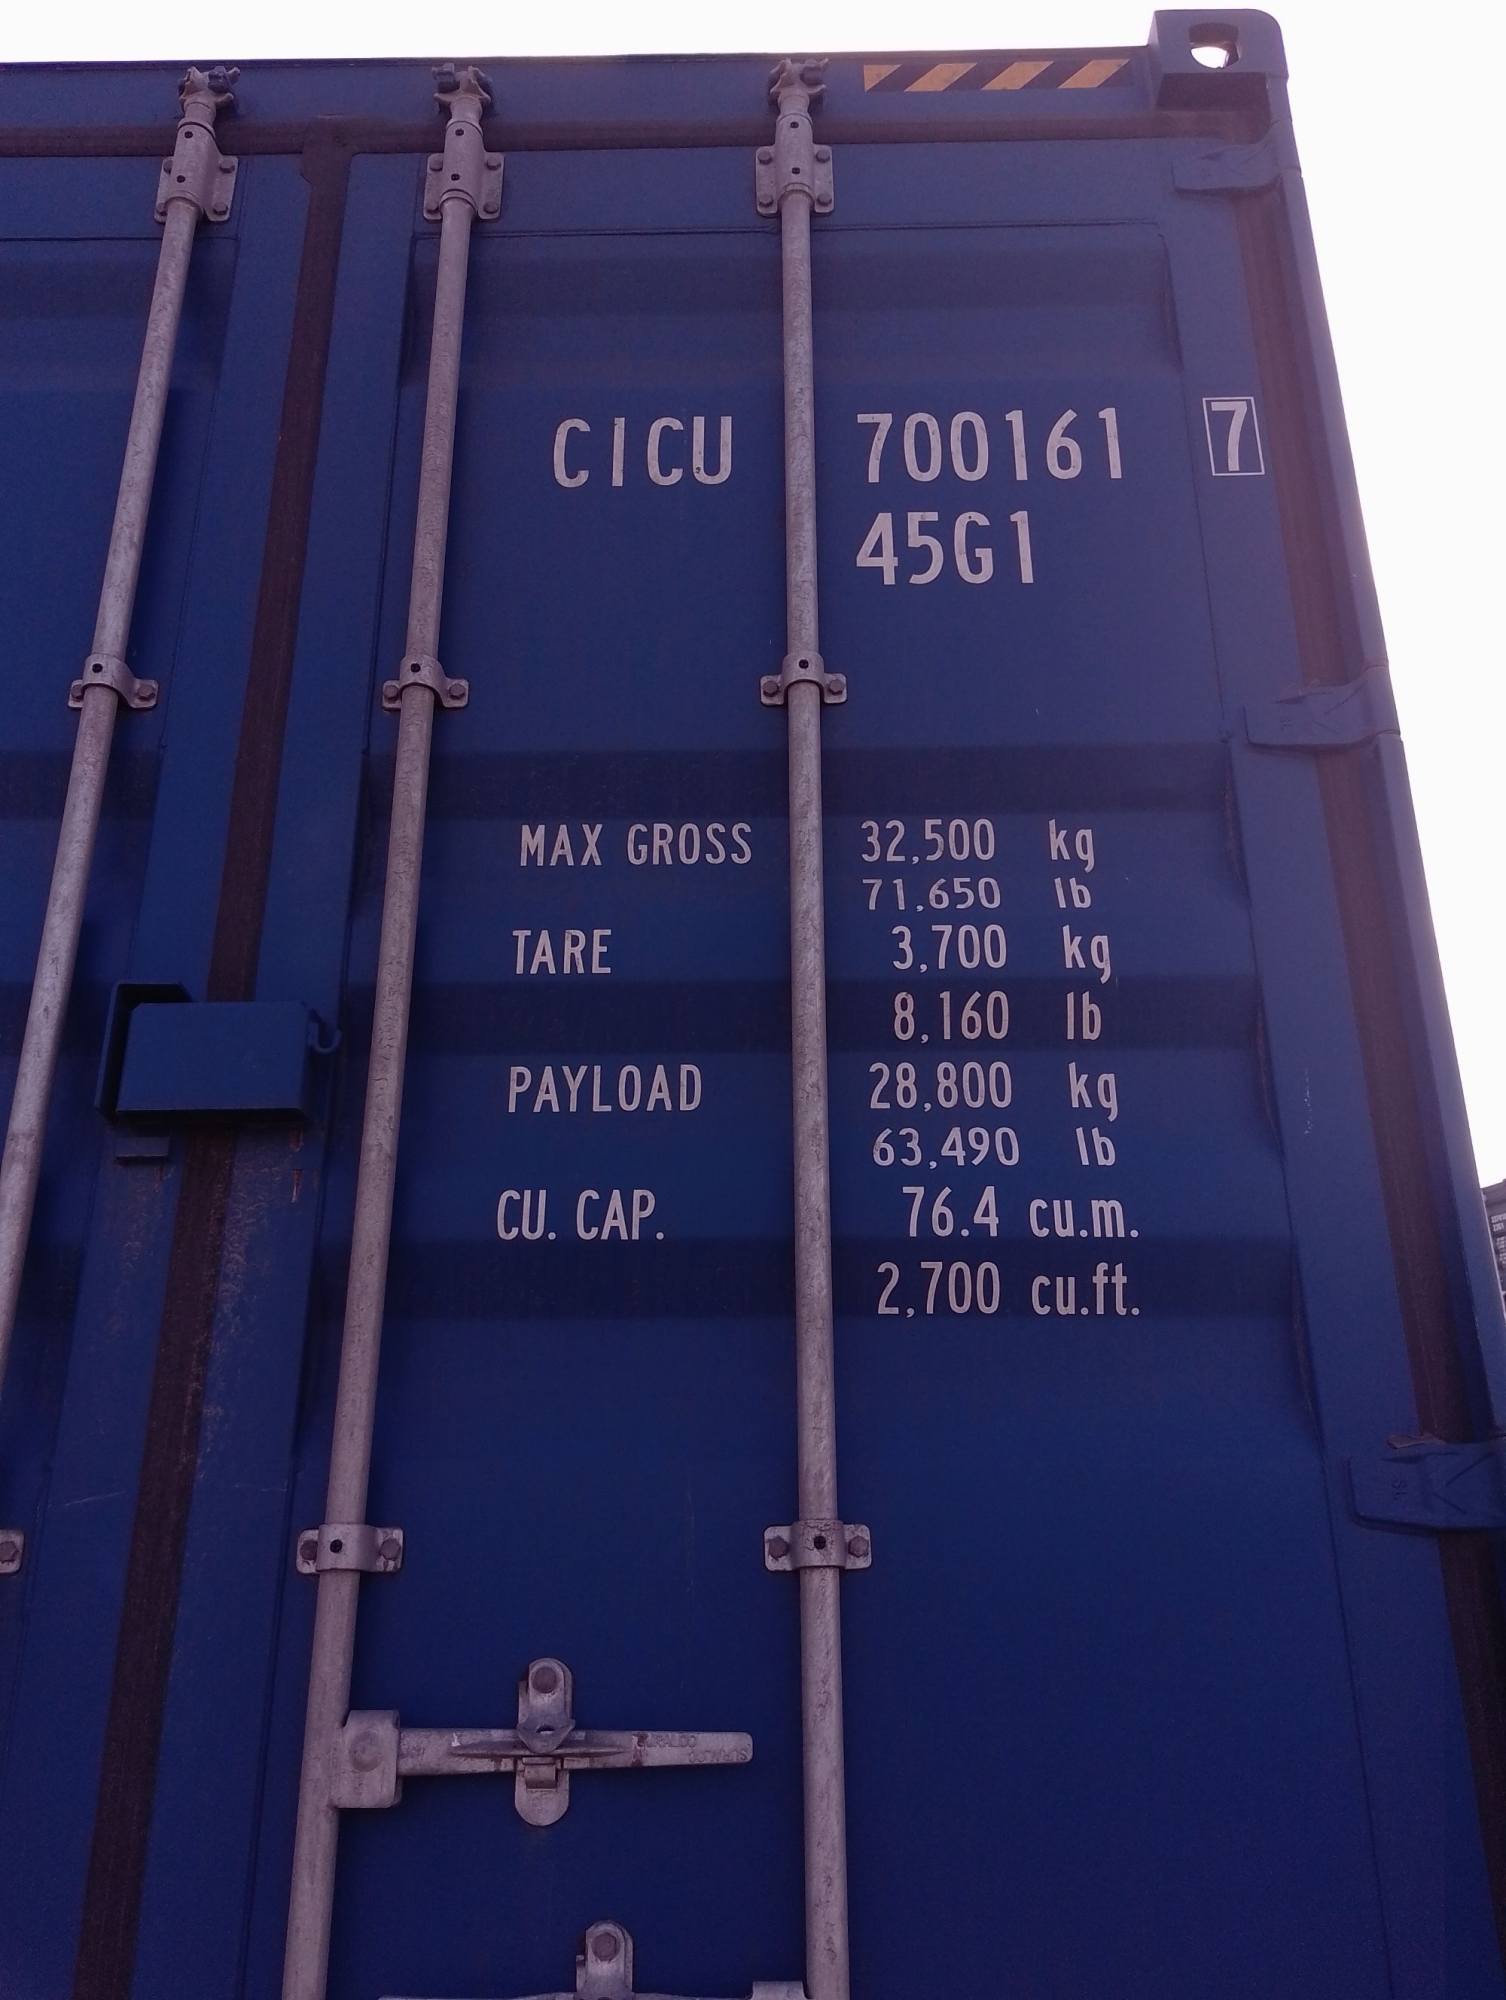 CICU 700161 7
45G1
MAX GROSS 32,500 kg
71,650 lb
TARE 3,700 kg
8,160 lb
PAYLOAD 28,800 kg
63,490 lb
CU. CAP. 76.4 cu.m.
2,700 cu.ft.